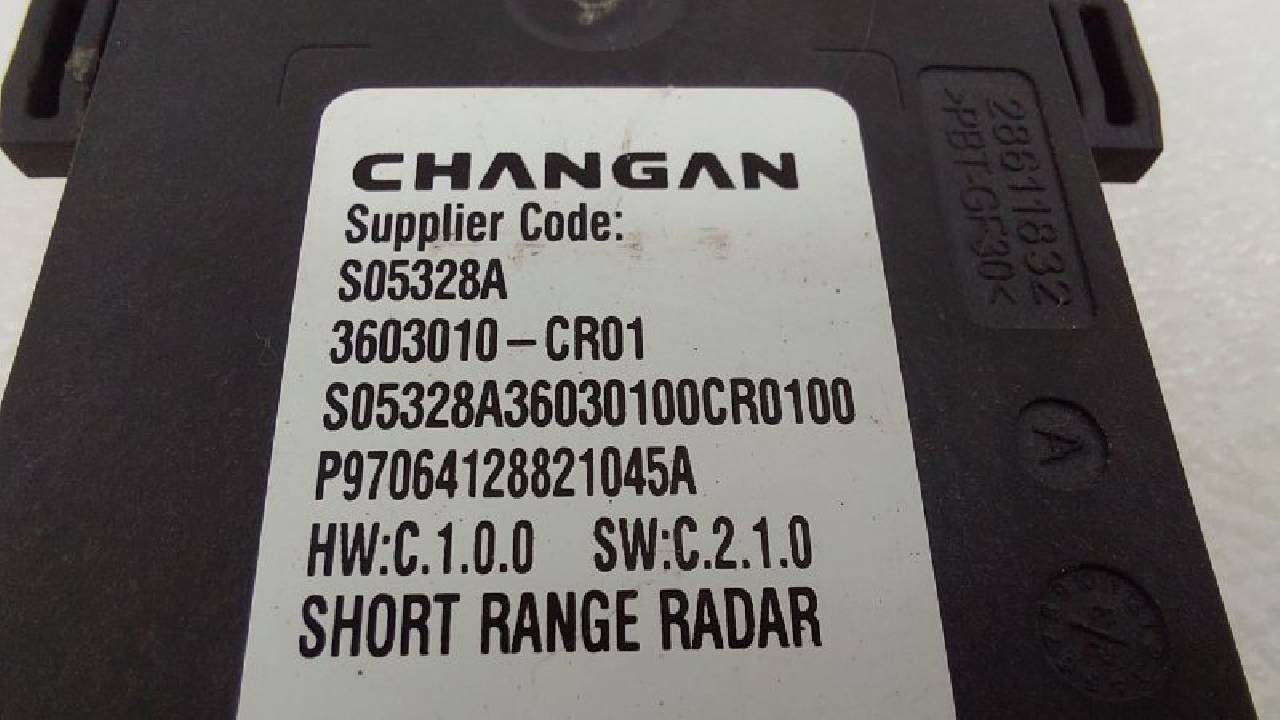 CHANGAN
Supplier Code:
S05328A
3603010-CR01
S05328A36030100CR0100
P97064128821045A
HW:C.1.0.0 SW:C.2.1.0
SHORT RANGE RADAR
28611832
>PBT-GF30<
A